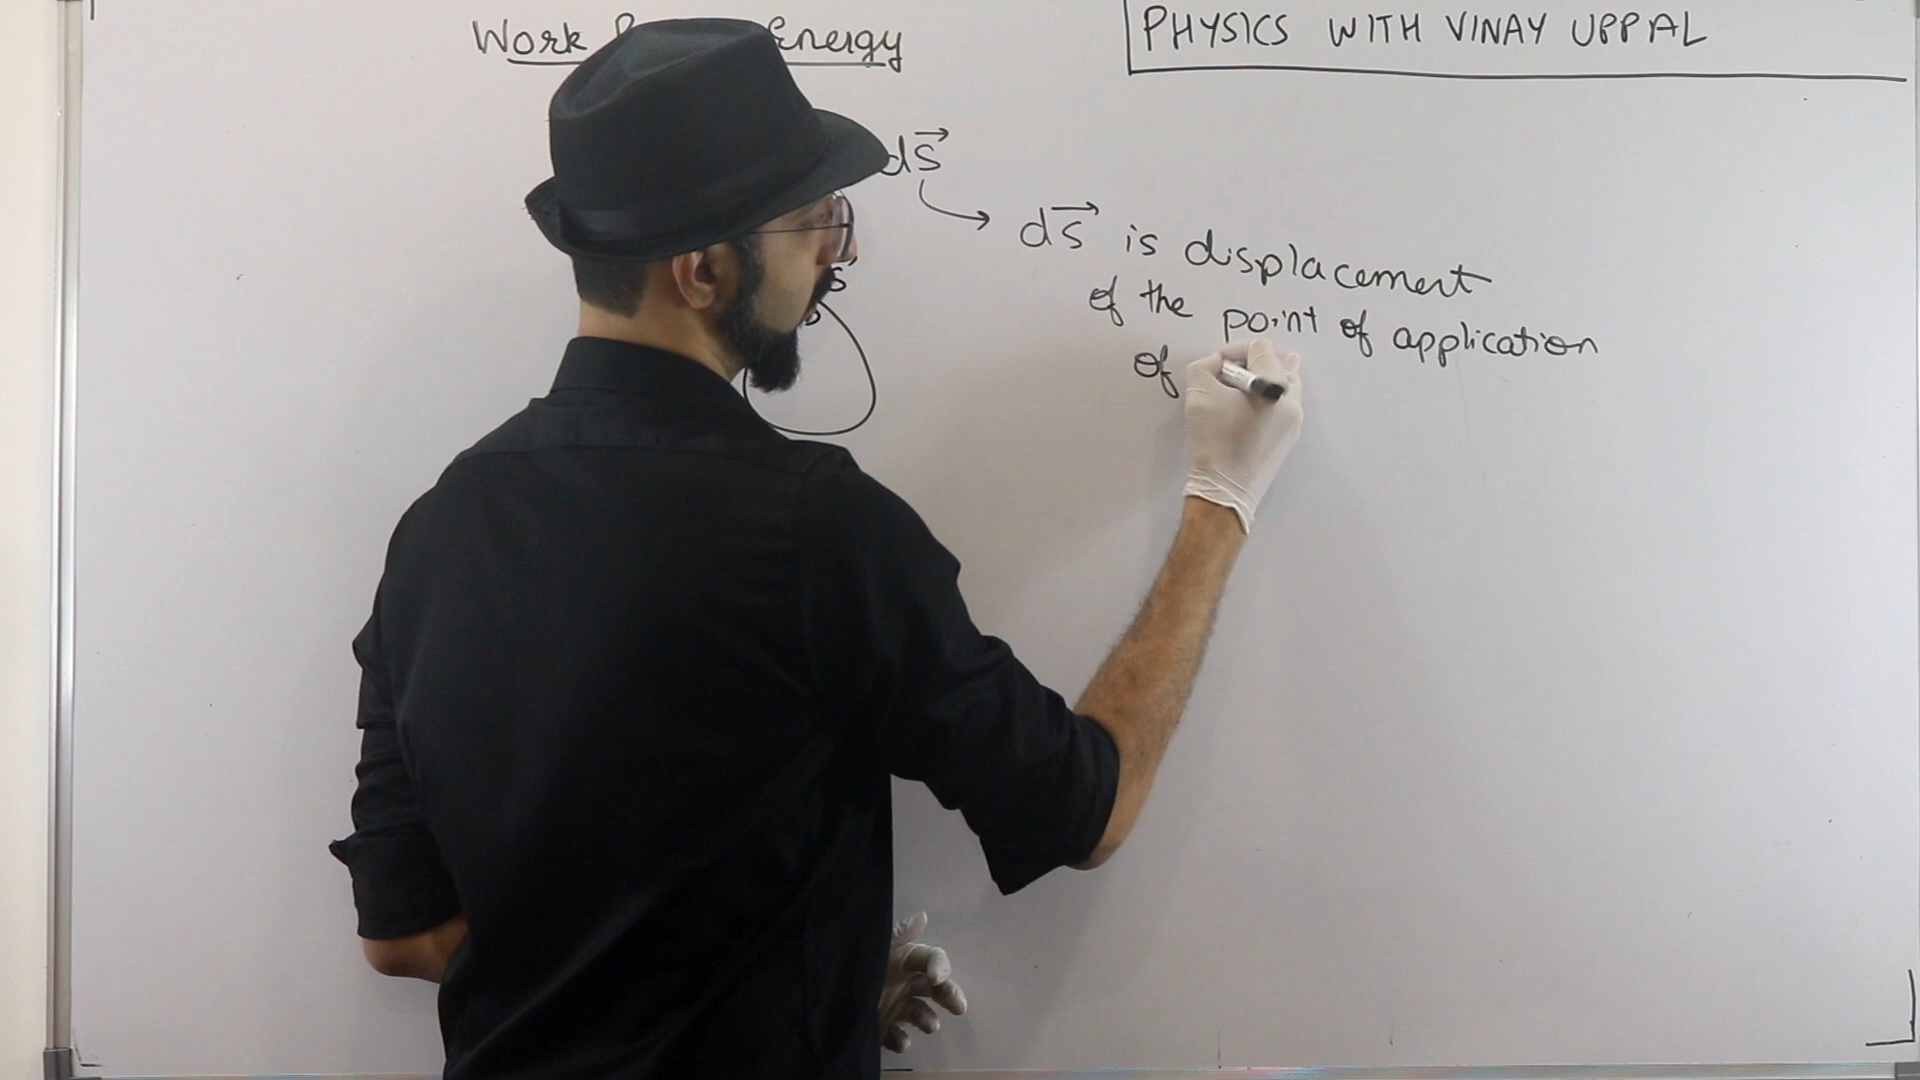 Work Energy
PHYSICS WITH VINAY UPPAL
ds⃗
ds⃗ is displacement
of the point of application
of